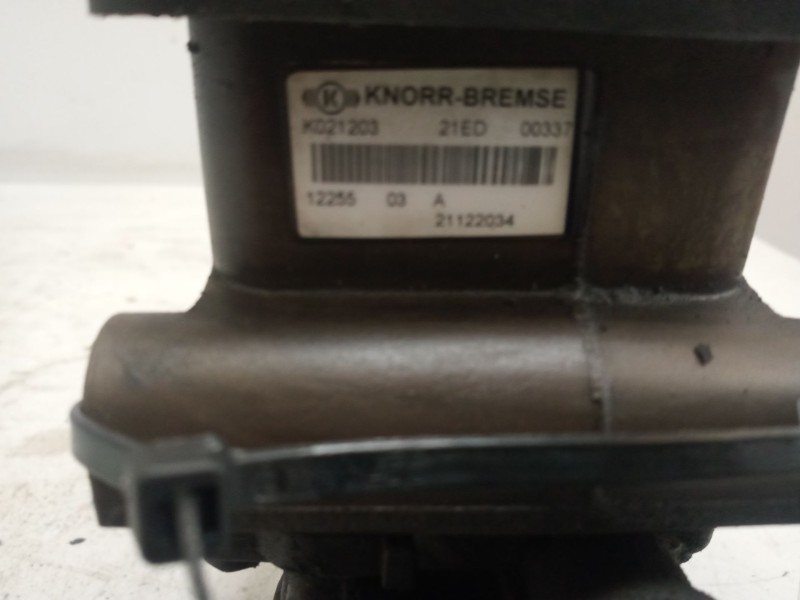 K KNORR-BREMSE
K021203 21ED 00337
12255 03 A
21122034